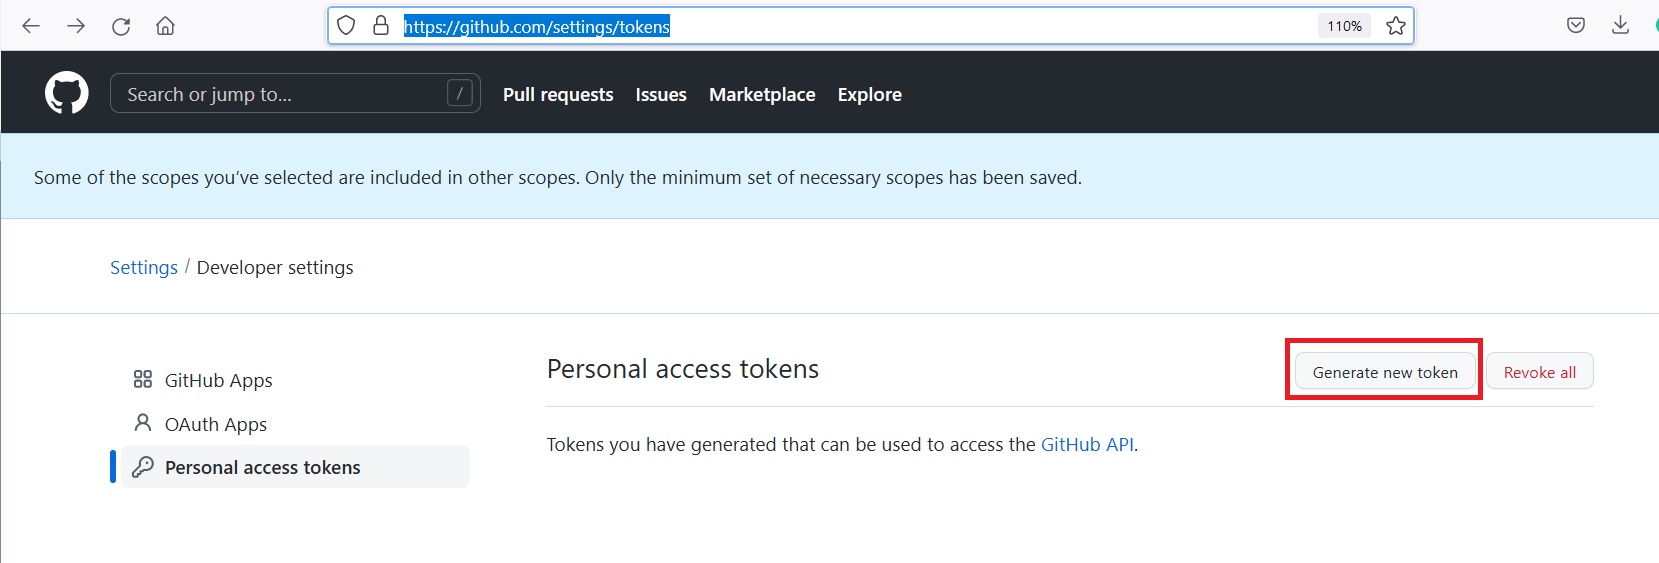 https://github.com/settings/tokens
110%
Search or jump to...
/
Pull requests
Issues
Marketplace
Explore
Some of the scopes you've selected are included in other scopes. Only the minimum set of necessary scopes has been saved.
Settings / Developer settings
GitHub Apps
OAuth Apps
Personal access tokens
Personal access tokens
Generate new token
Revoke all
Tokens you have generated that can be used to access the GitHub API.